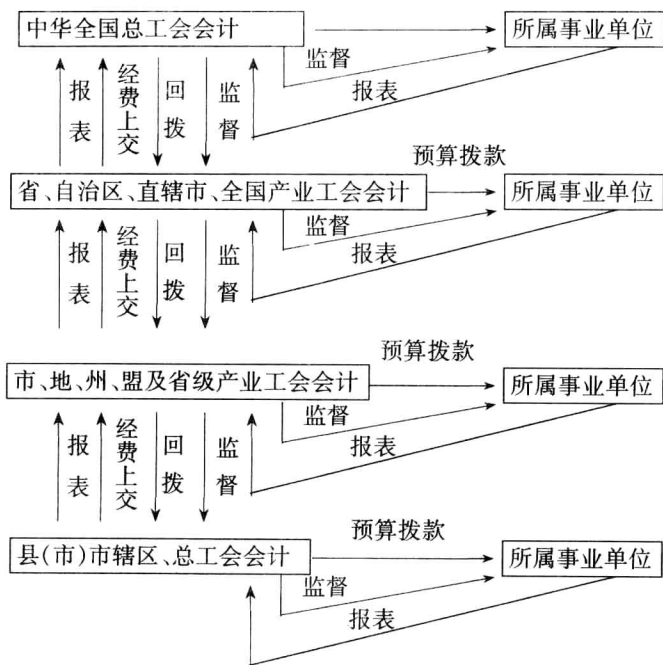 中华全国总工会会计
所属事业单位
监督
报表
报表
经费上交
回拨
监督
预算拨款
省、自治区、直辖市、全国产业工会会计
所属事业单位
监督
报表
报表
经费上交
回拨
监督
预算拨款
市、地、州、盟及省级产业工会会计
所属事业单位
监督
报表
报表
经费上交
回拨
监督
预算拨款
县(市)市辖区、总工会会计
所属事业单位
监督
报表